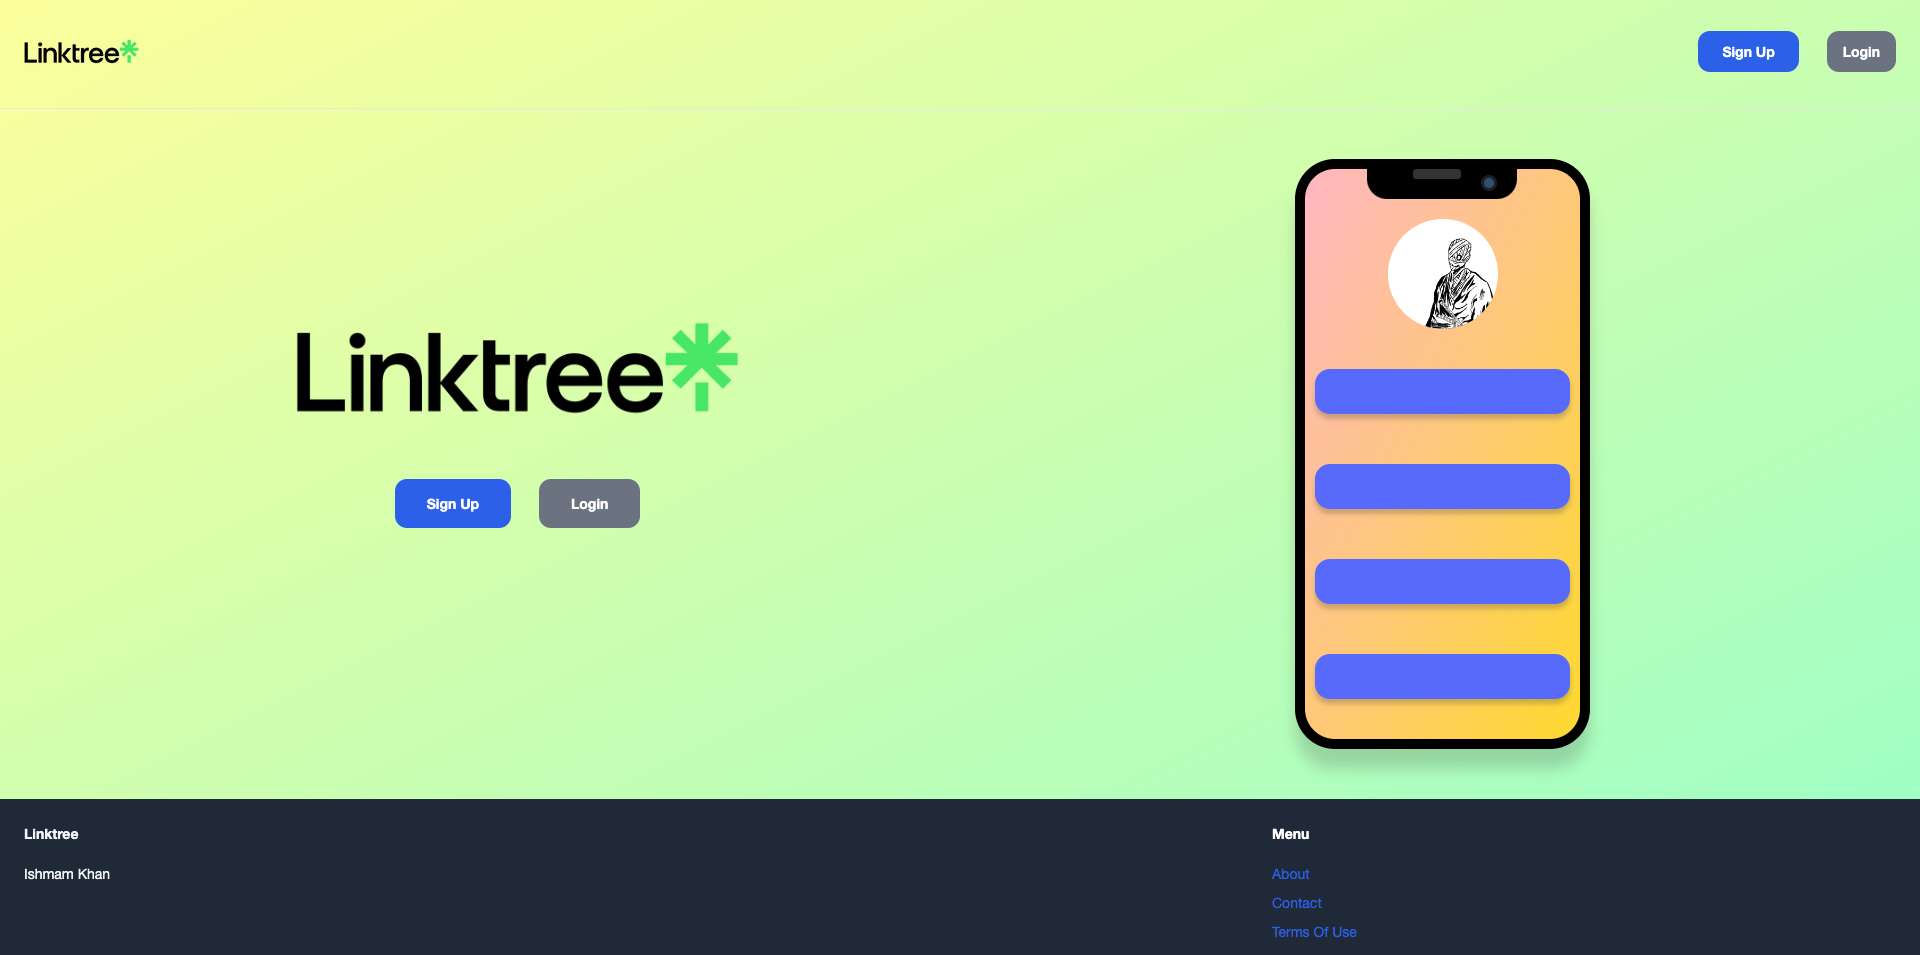 Linktree
Sign Up
Login
Linktree
Sign Up
Login
Linktree
Ishmam Khan
Menu
About
Contact
Terms Of Use